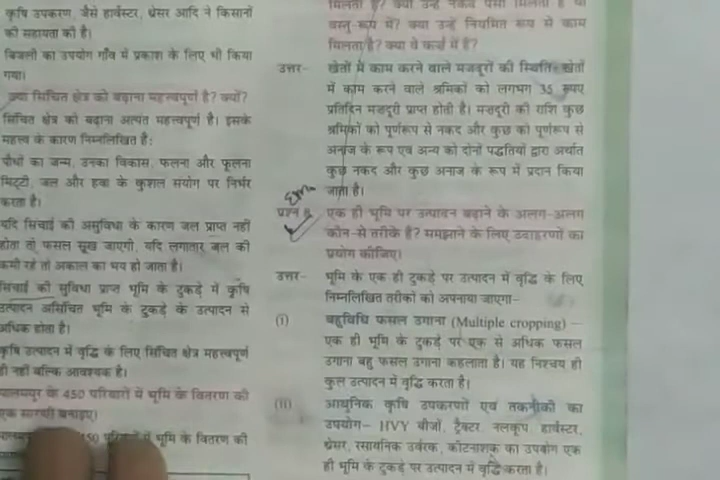 कृषि उपकरण, जैसे हार्वेस्टर, थ्रेसर आदि ने किसानों
की सहायता की है।
बिजली का उपयोग गाँव में प्रकाश के लिए भी किया
गया।
क्या सिंचित क्षेत्र को बढ़ाना महत्त्वपूर्ण है? क्यों?
सिंचित क्षेत्र को बढ़ाना अत्यंत महत्त्वपूर्ण है। इसके
महत्त्व के कारण निम्नलिखित है:
पौधों का जन्म, उनका विकास, फलना और फूलना
मिट्टी, जल और हवा के कुशल संयोग पर निर्भर
करता है।
यदि सिंचाई की असुविधा के कारण जल प्राप्त नहीं
होता तो फसल सूख जाएगी, यदि लगातार जल की
कमी रहे तो अकाल का भय हो जाता है।
सिंचाई की सुविधा प्राप्त भूमि के टुकड़े में कृषि
उत्पादन असिंचित भूमि के टुकड़े के उत्पादन से
अधिक होता है।
कृषि उत्पादन में वृद्धि के लिए सिंचित क्षेत्र महत्त्वपूर्ण
ही नहीं बल्कि आवश्यक है।
पालमपुर के 450 परिवारों में भूमि के वितरण की
एक सारणी बनाइए।
450 परिवारों में भूमि के वितरण की
मिलती है? क्या उन्हें नकद पैसा मिलता है या
वस्तु-रूप में? क्या उन्हें नियमित रूप से काम
मिलता है? क्या वे कर्ज में हैं?
उत्तर- खेतों में काम करने वाले मजदूरों की स्थिति-खेतों
में काम करने वाले श्रमिकों को लगभग 35 रूपए
प्रतिदिन मजदूरी प्राप्त होती है। मजदूरी की राशि कुछ
श्रमिकों को पूर्णरूप से नकद और कुछ को पूर्णरूप से
अनाज के रूप एवं अन्य को दोनों पद्धतियों द्वारा अर्थात
कुछ नकद और कुछ अनाज के रूप में प्रदान किया
जाता है।
प्रश्न 8. एक ही भूमि पर उत्पादन बढ़ाने के अलग-अलग
कौन-से तरीके हैं? समझाने के लिए उदाहरणों का
प्रयोग कीजिए।
उत्तर- भूमि के एक ही टुकड़े पर उत्पादन में वृद्धि के लिए
निम्नलिखित तरीकों को अपनाया जाएगा-
(i) बहुविधि फसल उगाना (Multiple cropping) –
एक ही भूमि के टुकड़े पर एक से अधिक फसल
उगाना बहु फसल उगाना कहलाता है। यह निश्चय ही
कुल उत्पादन में वृद्धि करता है।
(ii) आधुनिक कृषि उपकरणों एवं तकनीकी का
उपयोग– HVY बीजों, ट्रैक्टर, नलकूप, हार्वेस्टर,
थ्रेसर, रसायनिक उर्वरक, कीटनाशक का उपयोग एक
ही भूमि के टुकड़े पर उत्पादन में वृद्धि करता है।